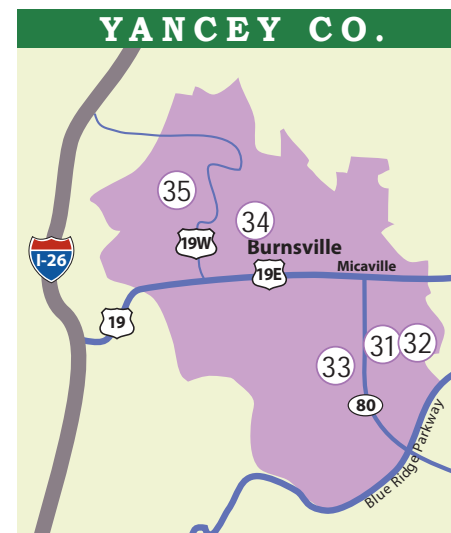 YANCEY CO.
35
34
19W
Burnsville
I-26
19E
Micaville
19
31
32
33
80
Blue Ridge Parkway